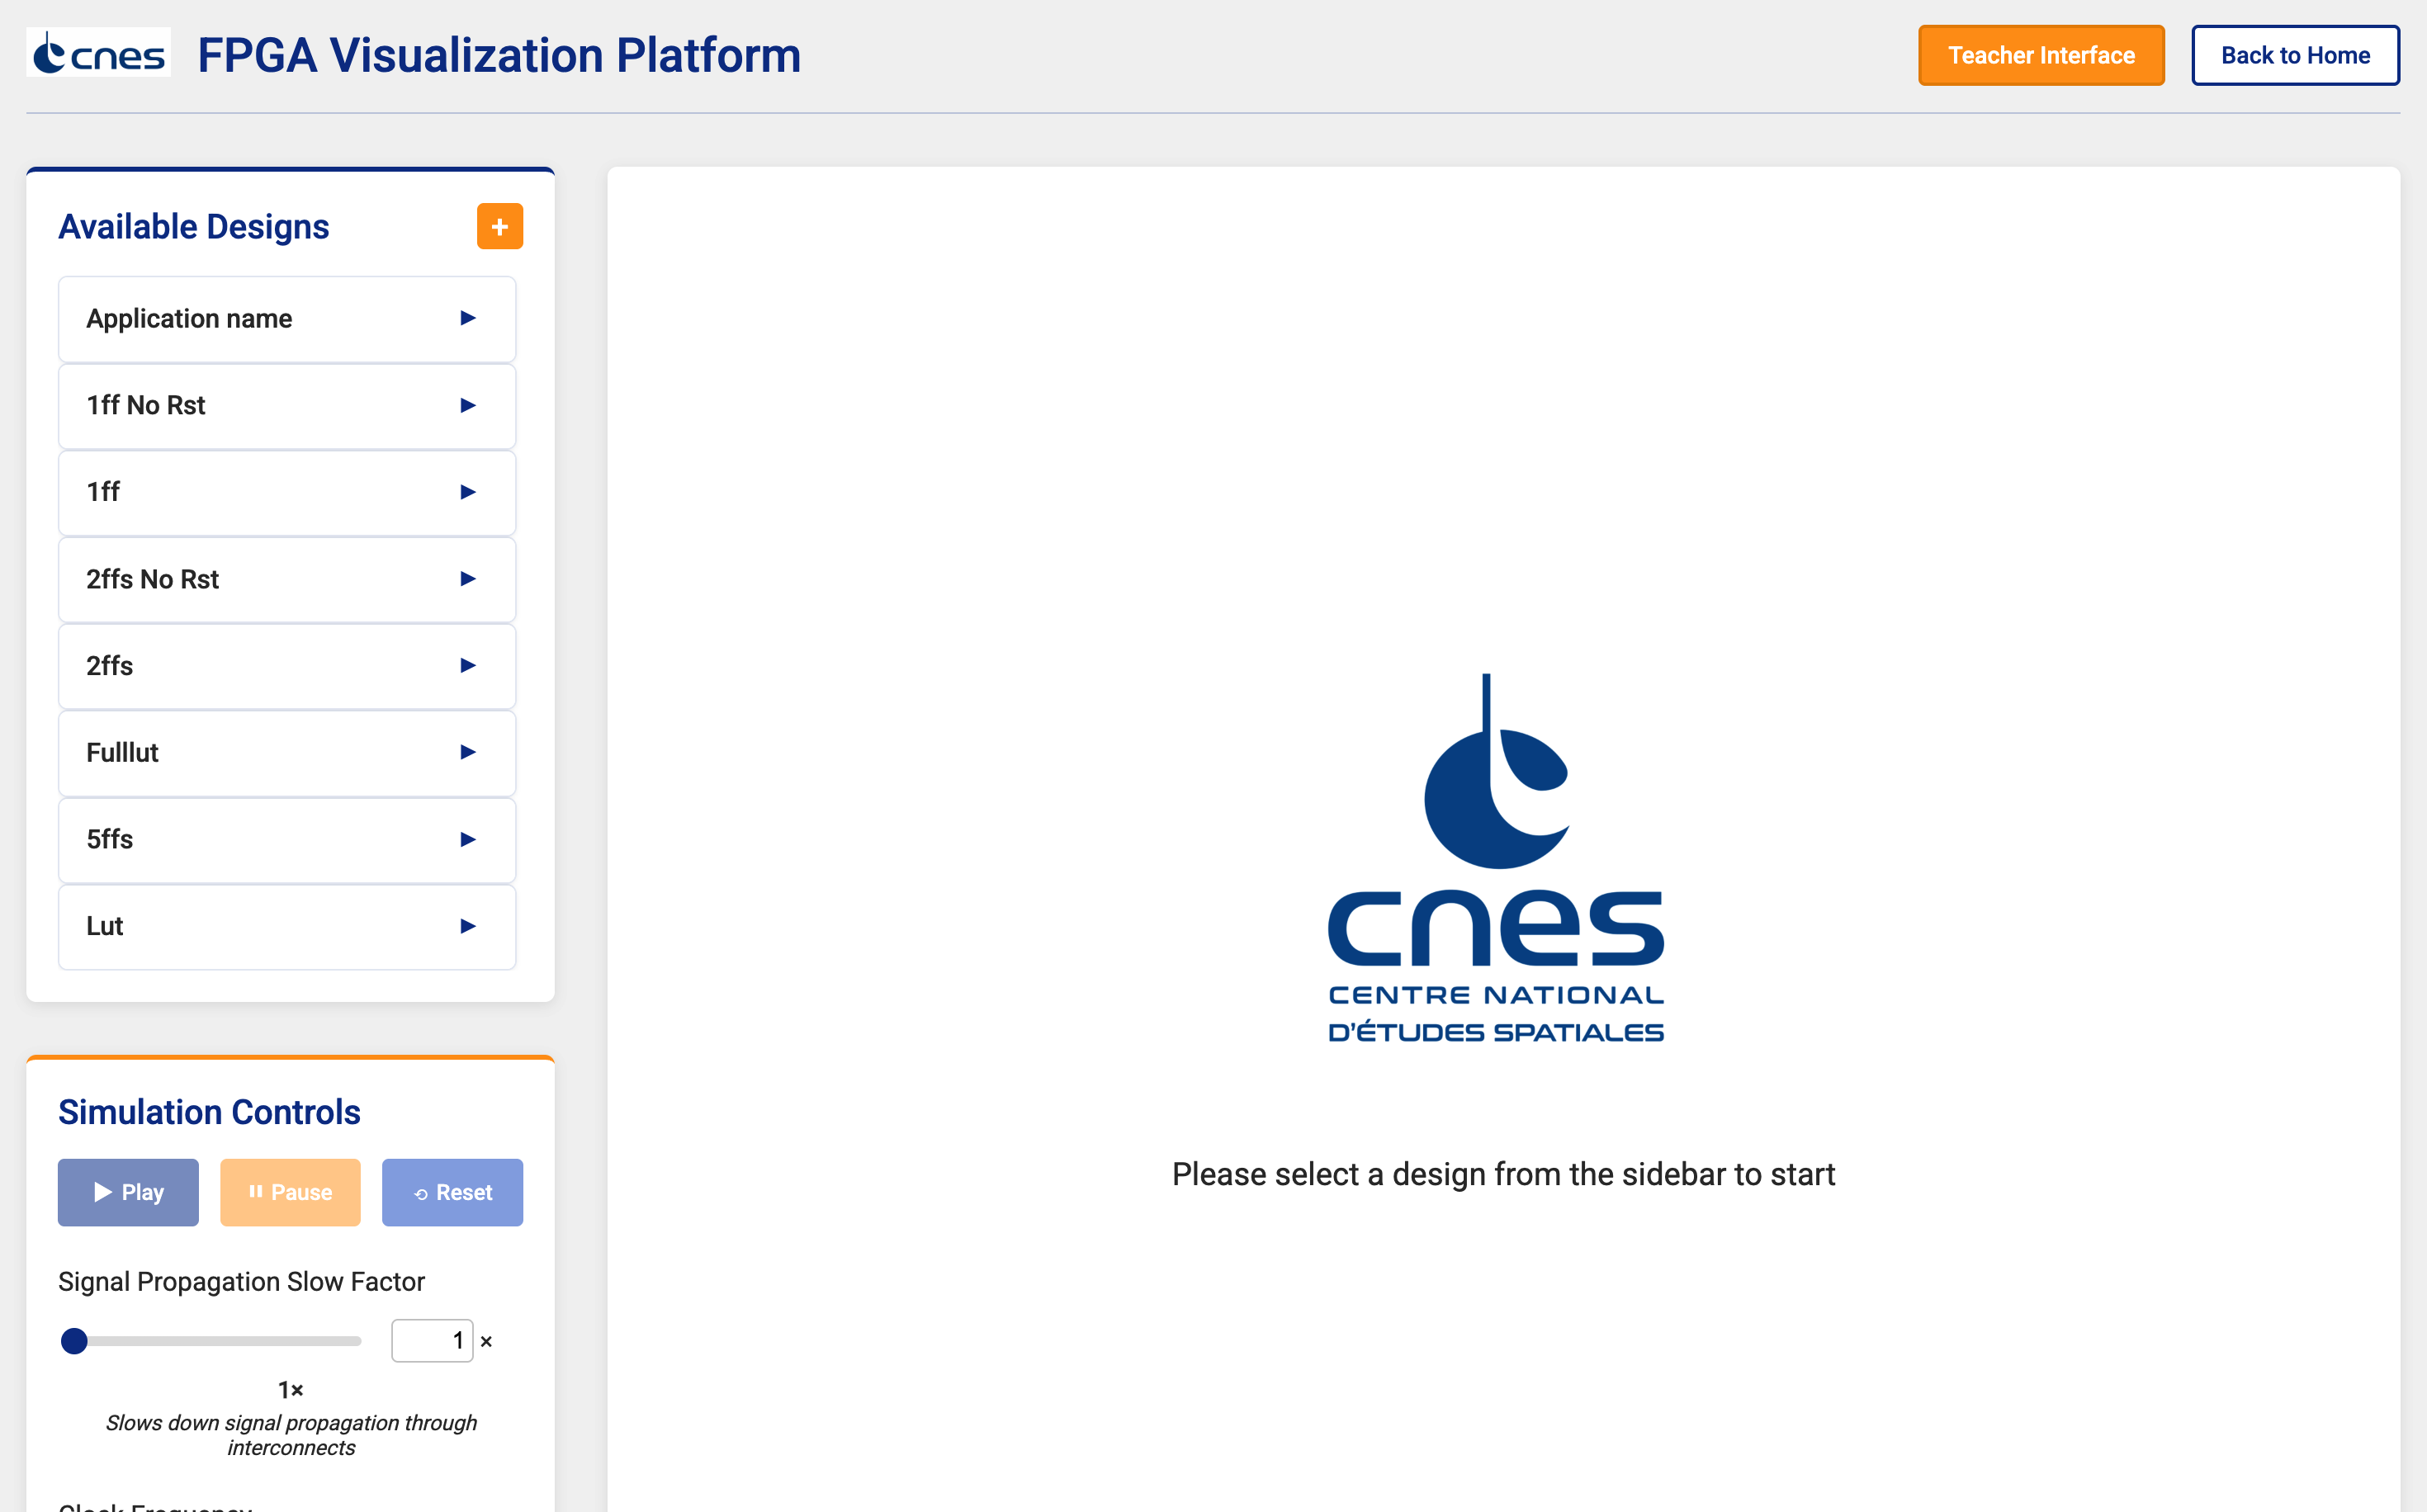 cnes
FPGA Visualization Platform
Teacher Interface
Back to Home
Available Designs
+
Application name
1ff No Rst
1ff
2ffs No Rst
2ffs
Fulllut
5ffs
Lut
cnes
CENTRE NATIONAL
D'ÉTUDES SPATIALES
Please select a design from the sidebar to start
Simulation Controls
Play
Pause
Reset
Signal Propagation Slow Factor
1 ×
1×
Slows down signal propagation through
interconnects
Clock Frequency